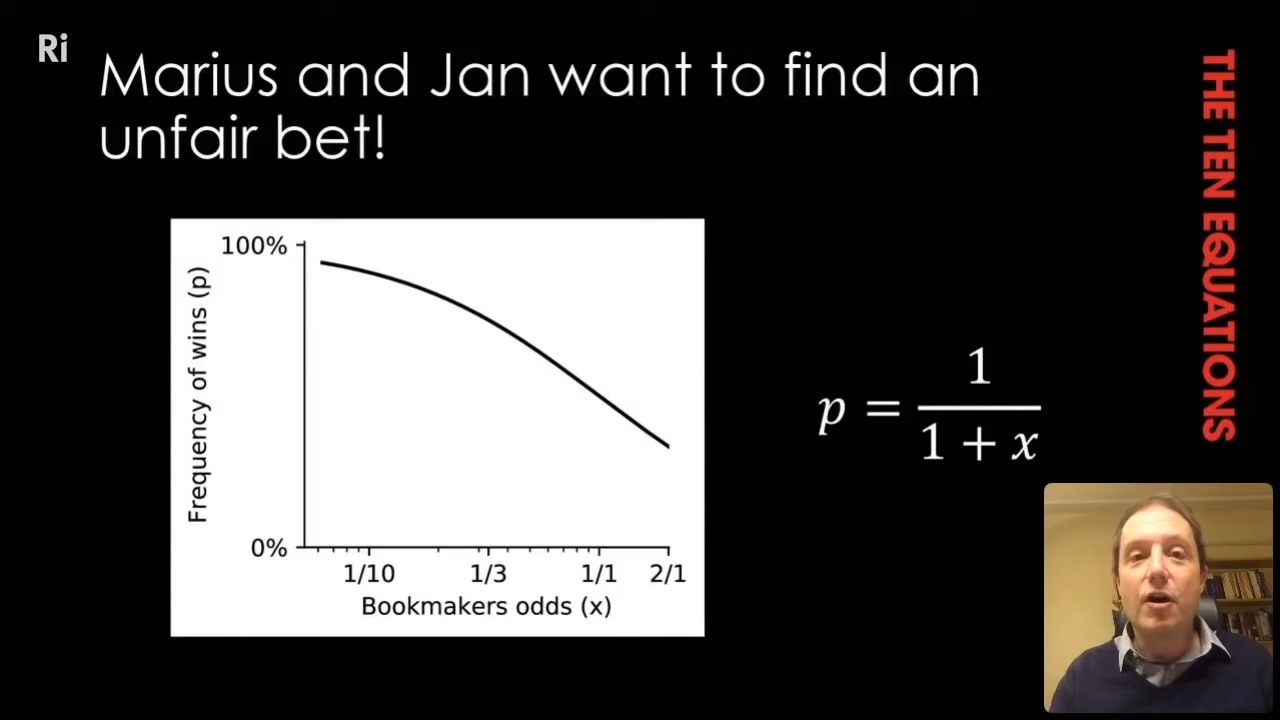 Ri
Marius and Jan want to find an
unfair bet!
THE TEN EQUATIONS
100%
Frequency of wins (p)
0%
1/10 1/3 1/1 2/1
Bookmakers odds (x)
p = 1 / (1 + x)